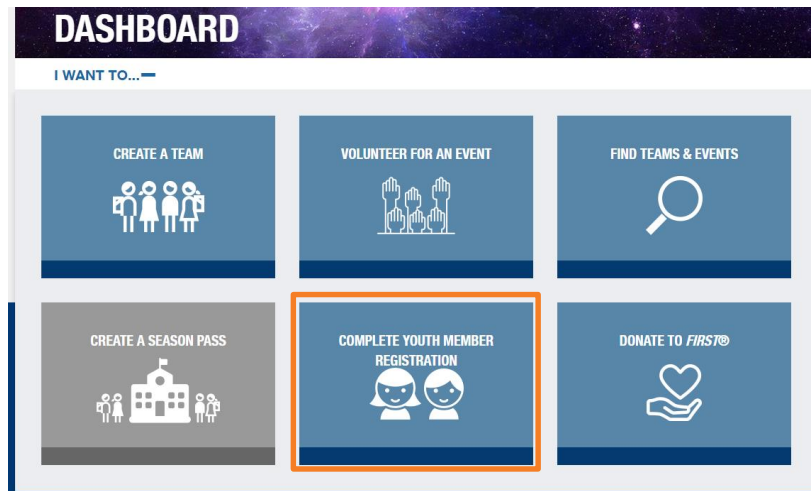 DASHBOARD
I WANT TO...
CREATE A TEAM
VOLUNTEER FOR AN EVENT
FIND TEAMS & EVENTS
CREATE A SEASON PASS
COMPLETE YOUTH MEMBER
REGISTRATION
DONATE TO FIRST®